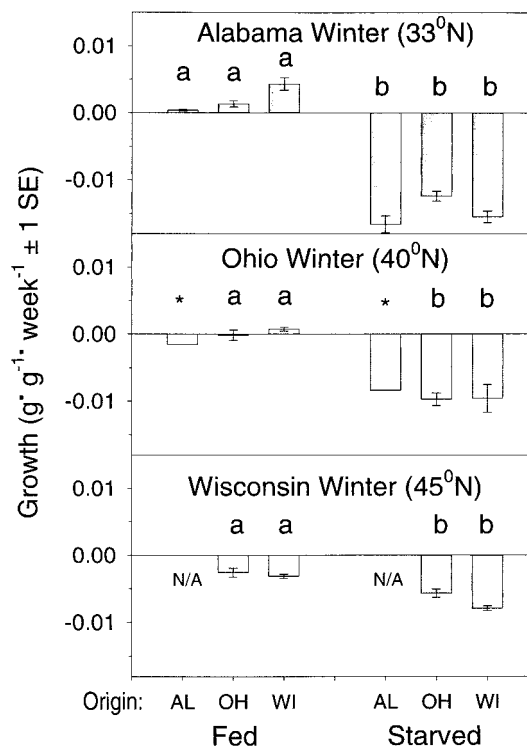 Growth (g· g⁻¹· week⁻¹ ± 1 SE)
0.01
Alabama Winter (33⁰N)
a a a
b b b
0.00
-0.01
Ohio Winter (40⁰N)
0.01
* a a * b b
0.00
-0.01
0.01
Wisconsin Winter (45⁰N)
a a b b
0.00
N/A N/A
-0.01
Origin: AL OH WI AL OH WI
Fed Starved